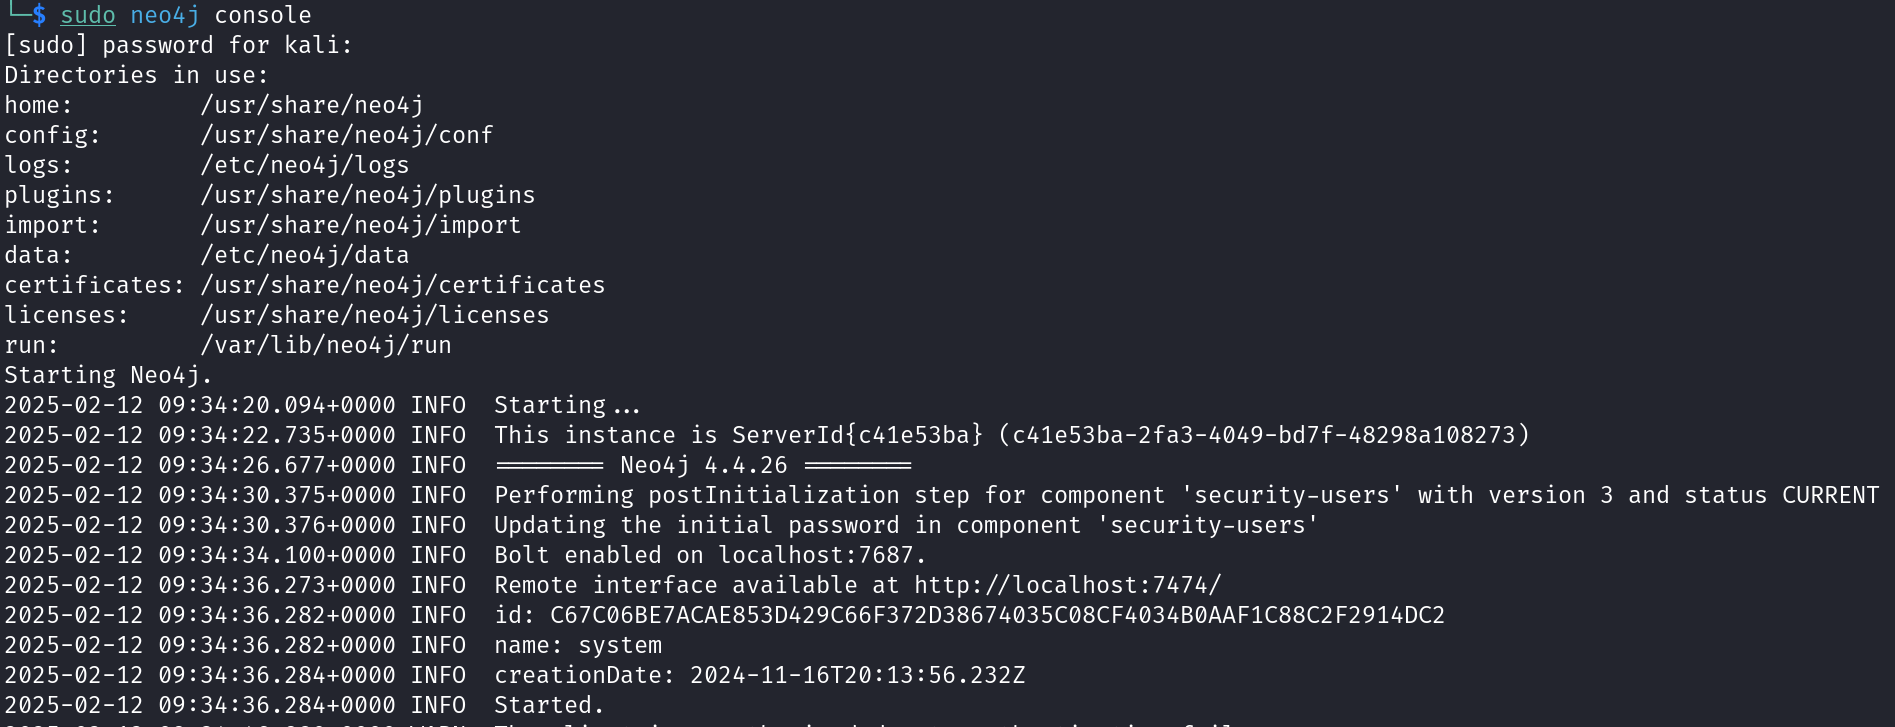 └─$ sudo neo4j console
[sudo] password for kali:
Directories in use:
home:         /usr/share/neo4j
config:       /usr/share/neo4j/conf
logs:         /etc/neo4j/logs
plugins:      /usr/share/neo4j/plugins
import:       /usr/share/neo4j/import
data:         /etc/neo4j/data
certificates: /usr/share/neo4j/certificates
licenses:     /usr/share/neo4j/licenses
run:          /var/lib/neo4j/run
Starting Neo4j.
2025-02-12 09:34:20.094+0000 INFO  Starting...
2025-02-12 09:34:22.735+0000 INFO  This instance is ServerId{c41e53ba} (c41e53ba-2fa3-4049-bd7f-48298a108273)
2025-02-12 09:34:26.677+0000 INFO  ======== Neo4j 4.4.26 ========
2025-02-12 09:34:30.375+0000 INFO  Performing postInitialization step for component 'security-users' with version 3 and status CURRENT
2025-02-12 09:34:30.376+0000 INFO  Updating the initial password in component 'security-users'
2025-02-12 09:34:34.100+0000 INFO  Bolt enabled on localhost:7687.
2025-02-12 09:34:36.273+0000 INFO  Remote interface available at http://localhost:7474/
2025-02-12 09:34:36.282+0000 INFO  id: C67C06BE7ACAE853D429C66F372D38674035C08CF4034B0AAF1C88C2F2914DC2
2025-02-12 09:34:36.282+0000 INFO  name: system
2025-02-12 09:34:36.284+0000 INFO  creationDate: 2024-11-16T20:13:56.232Z
2025-02-12 09:34:36.284+0000 INFO  Started.